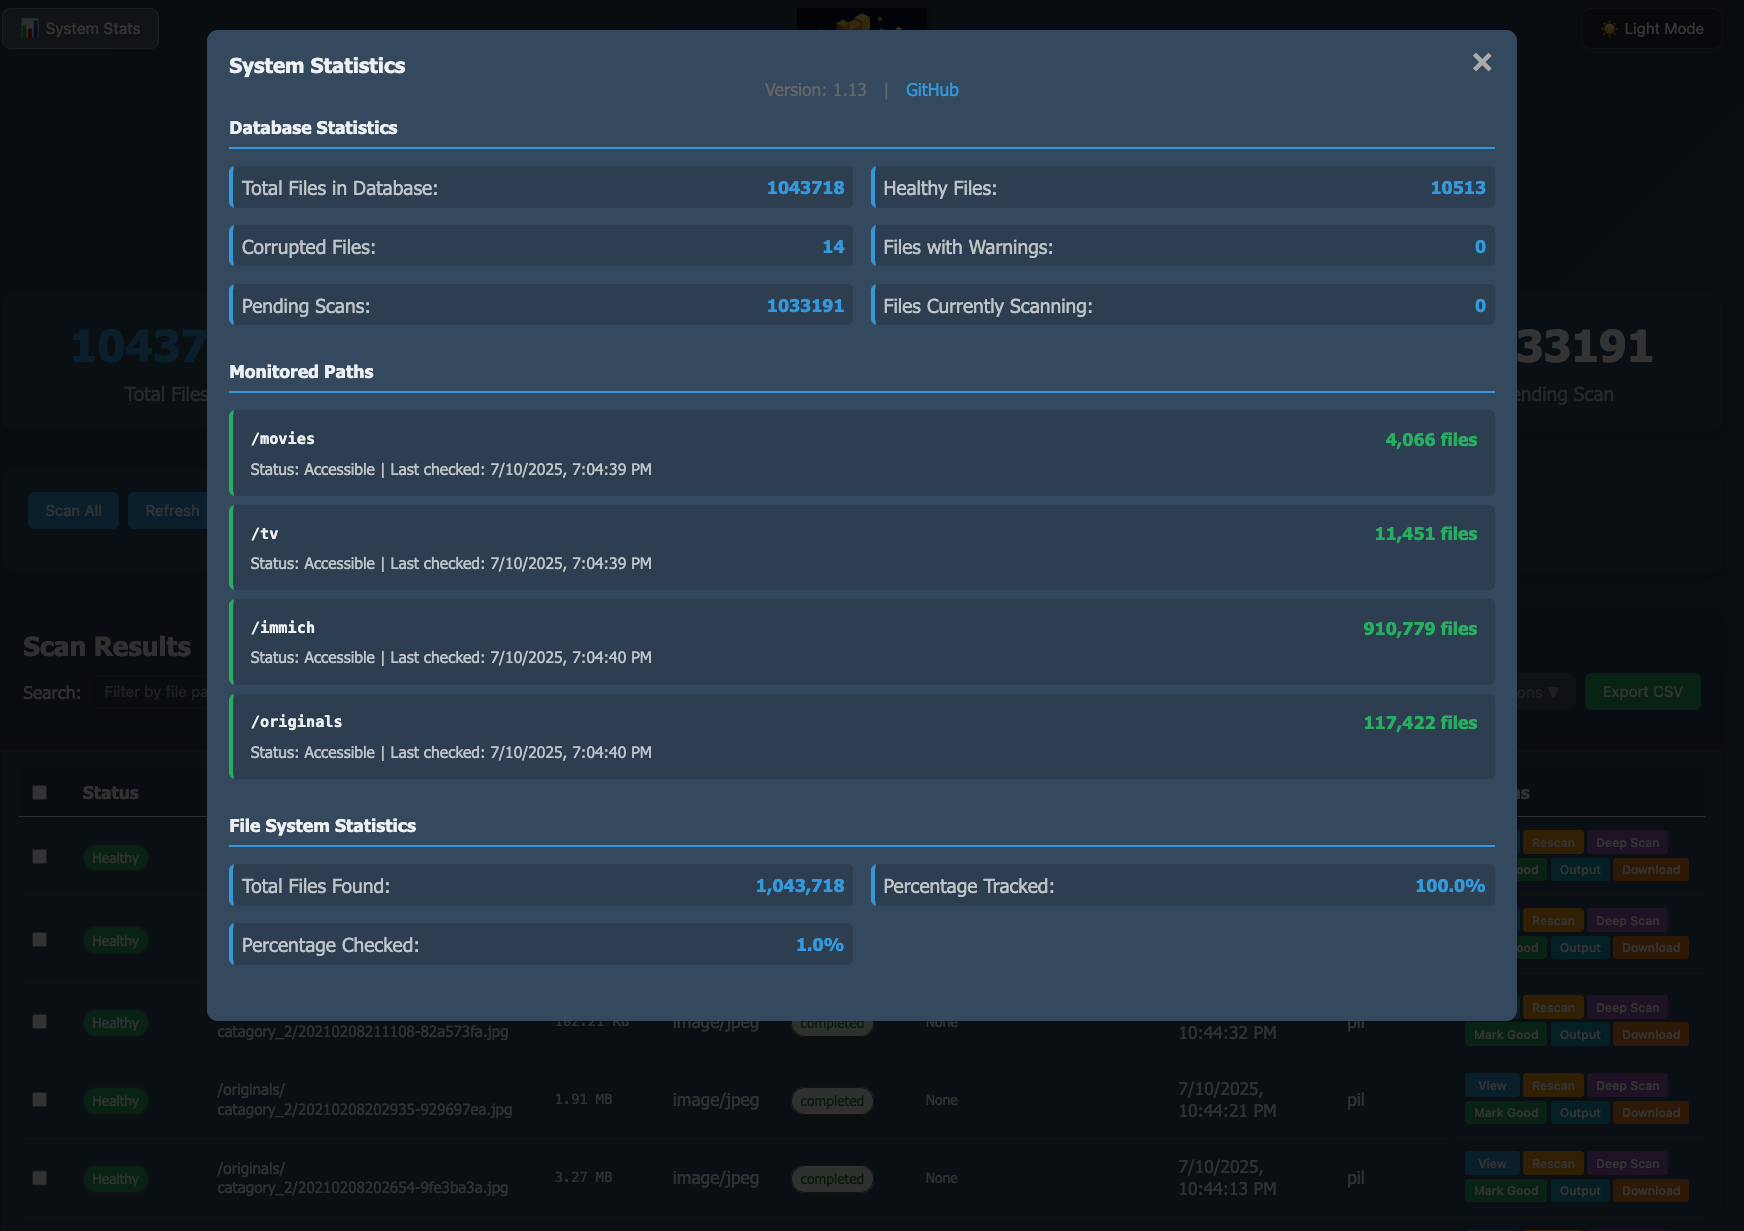 System Stats
Light Mode
System Statistics
×
Version: 1.13 | GitHub
Database Statistics
Total Files in Database: 1043718
Healthy Files: 10513
Corrupted Files: 14
Files with Warnings: 0
Pending Scans: 1033191
Files Currently Scanning: 0
10437
Total Files
33191
ending Scan
Monitored Paths
/movies
4,066 files
Status: Accessible | Last checked: 7/10/2025, 7:04:39 PM
Scan All
Refresh
/tv
11,451 files
Status: Accessible | Last checked: 7/10/2025, 7:04:39 PM
/immich
910,779 files
Status: Accessible | Last checked: 7/10/2025, 7:04:40 PM
Scan Results
Search: Filter by file pa
ons ▼
Export CSV
/originals
117,422 files
Status: Accessible | Last checked: 7/10/2025, 7:04:40 PM
Status
ns
File System Statistics
Total Files Found: 1,043,718
Percentage Tracked: 100.0%
Percentage Checked: 1.0%
Healthy
Rescan Deep Scan
ood Output Download
Healthy
Rescan Deep Scan
ood Output Download
Healthy
catagory_2/20210208211108-82a573fa.jpg
182.21 KB
image/jpeg
completed
None
10:44:32 PM
pil
Rescan Deep Scan
Mark Good Output Download
Healthy
/originals/
catagory_2/20210208202935-929697ea.jpg
1.91 MB
image/jpeg
completed
None
7/10/2025,
10:44:21 PM
pil
View Rescan Deep Scan
Mark Good Output Download
Healthy
/originals/
catagory_2/20210208202654-9fe3ba3a.jpg
3.27 MB
image/jpeg
completed
None
7/10/2025,
10:44:13 PM
pil
View Rescan Deep Scan
Mark Good Output Download